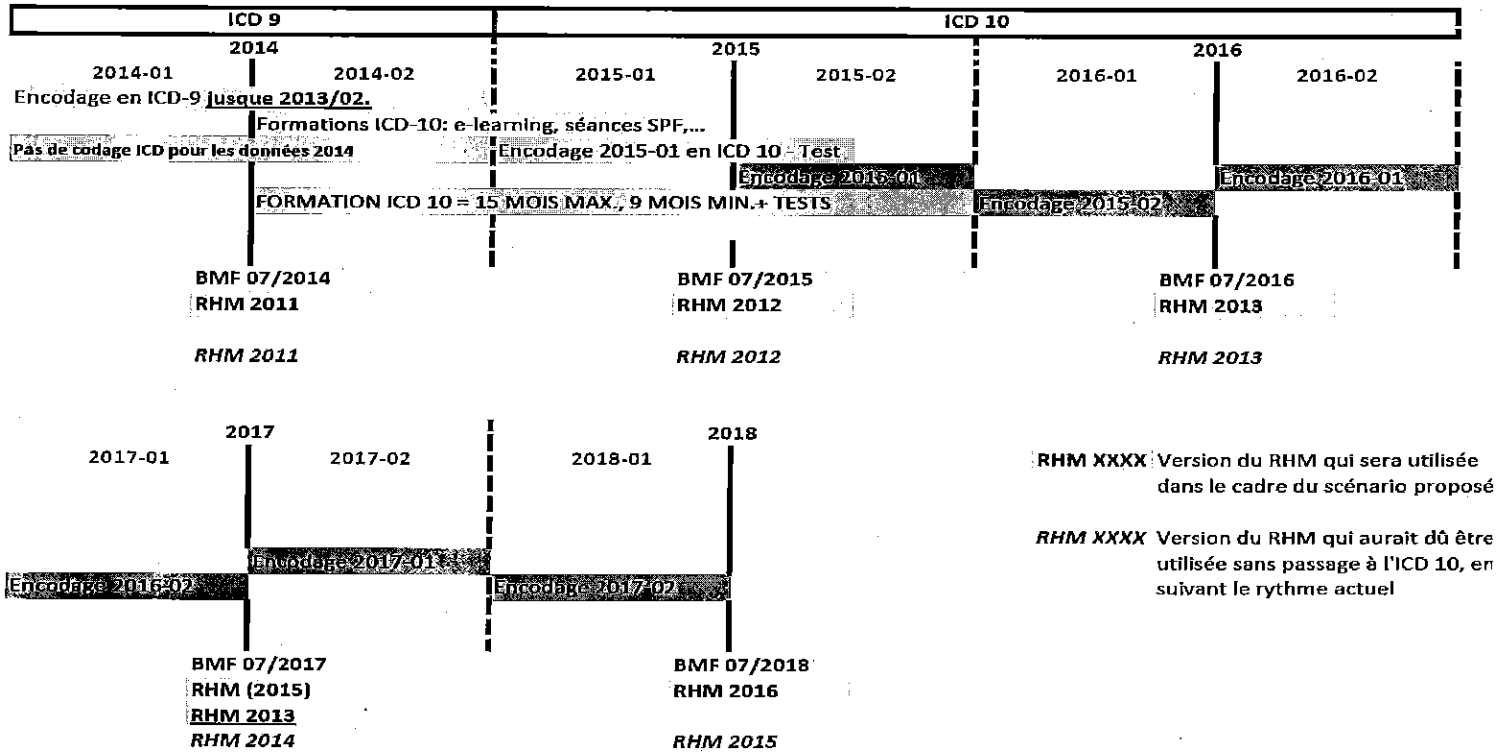 ICD 9 ICD 10
2014 2015 2016
2014-01 2014-02 2015-01 2015-02 2016-01 2016-02
Encodage en ICD-9 jusque 2013/02.
Formations ICD-10: e-learning, séances SPF,...
Pas de codage ICD pour les données 2014 Encodage 2015-01 en ICD 10 - Test
Encodage 2015-01 Encodage 2016-01
FORMATION ICD 10 = 15 MOIS MAX., 9 MOIS MIN.+ TESTS Encodage 2015-02
BMF 07/2014 BMF 07/2015 BMF 07/2016
RHM 2011 RHM 2012 RHM 2013
RHM 2011 RHM 2012 RHM 2013
2017 2018
2017-01 2017-02 2018-01
RHM XXXX Version du RHM qui sera utilisée
dans le cadre du scénario proposé
RHM XXXX Version du RHM qui aurait dû être
utilisée sans passage à l'ICD 10, en
suivant le rythme actuel
Encodage 2017-01
Encodage 2016-02 Encodage 2017-02
BMF 07/2017 BMF 07/2018
RHM (2015) RHM 2016
RHM 2013
RHM 2014 RHM 2015